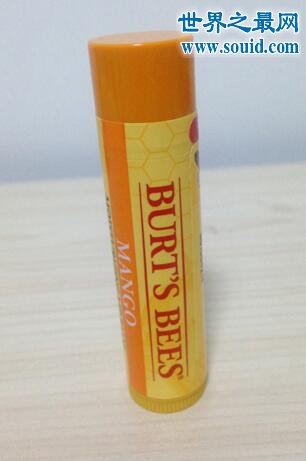 世界之最网
www.souid.com
BURT'S BEES®
MANGO